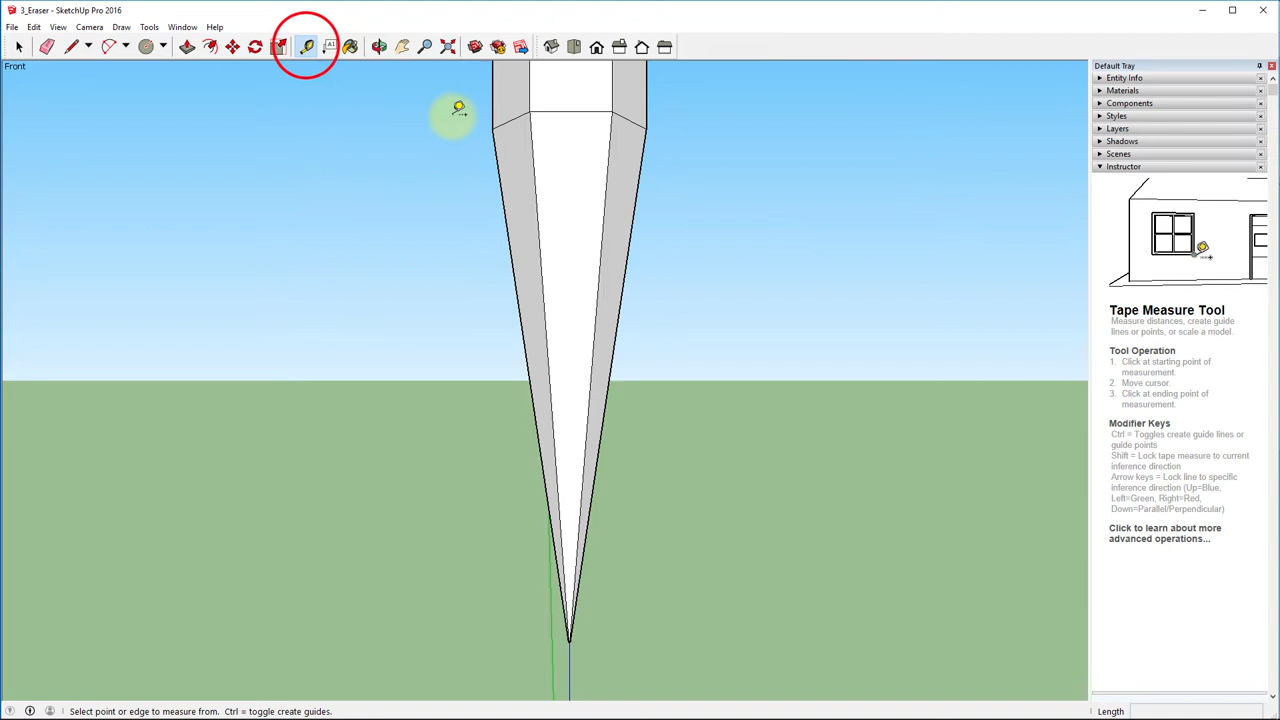 3_Eraser - SketchUp Pro 2016
File Edit View Camera Draw Tools Window Help
A1
Front
Default Tray
Entity Info
Materials
Components
Styles
Layers
Shadows
Scenes
Instructor
Tape Measure Tool
Measure distances, create guide
lines or points, or scale a model.
Tool Operation
1. Click at starting point of
measurement.
2. Move cursor.
3. Click at ending point of
measurement.
Modifier Keys
Ctrl = Toggles create guide lines or
guide points
Shift = Lock tape measure to current
inference direction
Arrow keys = Lock line to specific
inference direction (Up=Blue,
Left=Green, Right=Red,
Down=Parallel/Perpendicular)
Click to learn about more
advanced operations...
Select point or edge to measure from. Ctrl = toggle create guides.
Length